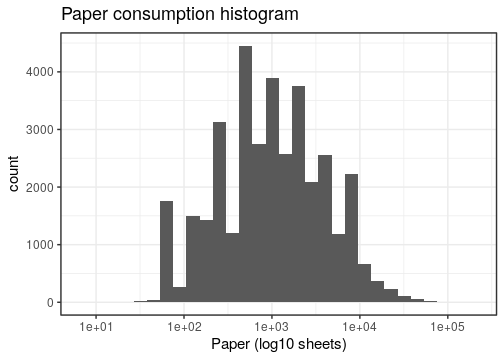 Paper consumption histogram
4000
3000
2000
1000
0
count
1e+01 1e+02 1e+03 1e+04 1e+05
Paper (log10 sheets)